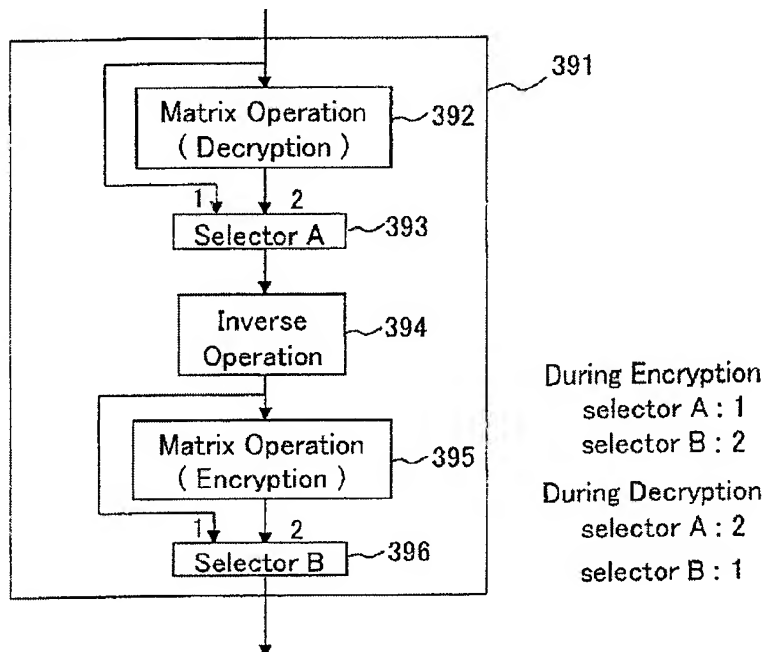 391
Matrix Operation
( Decryption )
392
1
2
Selector A
393
Inverse
Operation
394
Matrix Operation
( Encryption )
395
1
2
Selector B
396
During Encryption
selector A : 1
selector B : 2
During Decryption
selector A : 2
selector B : 1